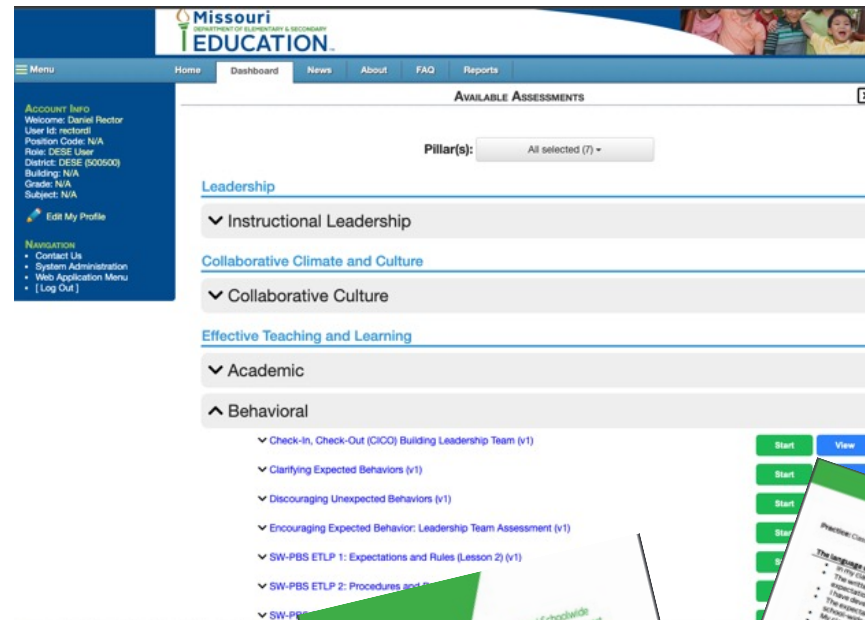 Missouri
DEPARTMENT OF ELEMENTARY & SECONDARY
EDUCATION
Menu
Home Dashboard News About FAQ Reports
AVAILABLE ASSESSMENTS
ACCOUNT INFO
Welcome: Daniel Rector
User Id: rectordl
Position Code: N/A
Role: DESE User
District: DESE (500500)
Building: N/A
Grade: N/A
Subject: N/A
Edit My Profile
NAVIGATION
• Contact Us
• System Administration
• Web Application Menu
• [ Log Out ]
Pillar(s): All selected (7)
Leadership
Instructional Leadership
Collaborative Climate and Culture
Collaborative Culture
Effective Teaching and Learning
Academic
Behavioral
Check-In, Check-Out (CICO) Building Leadership Team (v1) Start View
Clarifying Expected Behaviors (v1) Start
Discouraging Unexpected Behaviors (v1) Start
Encouraging Expected Behavior: Leadership Team Assessment (v1)
SW-PBS ETLP 1: Expectations and Rules (Lesson 2) (v1)
SW-PBS ETLP 2: Procedures and
Schoolwide
Practice:
The language